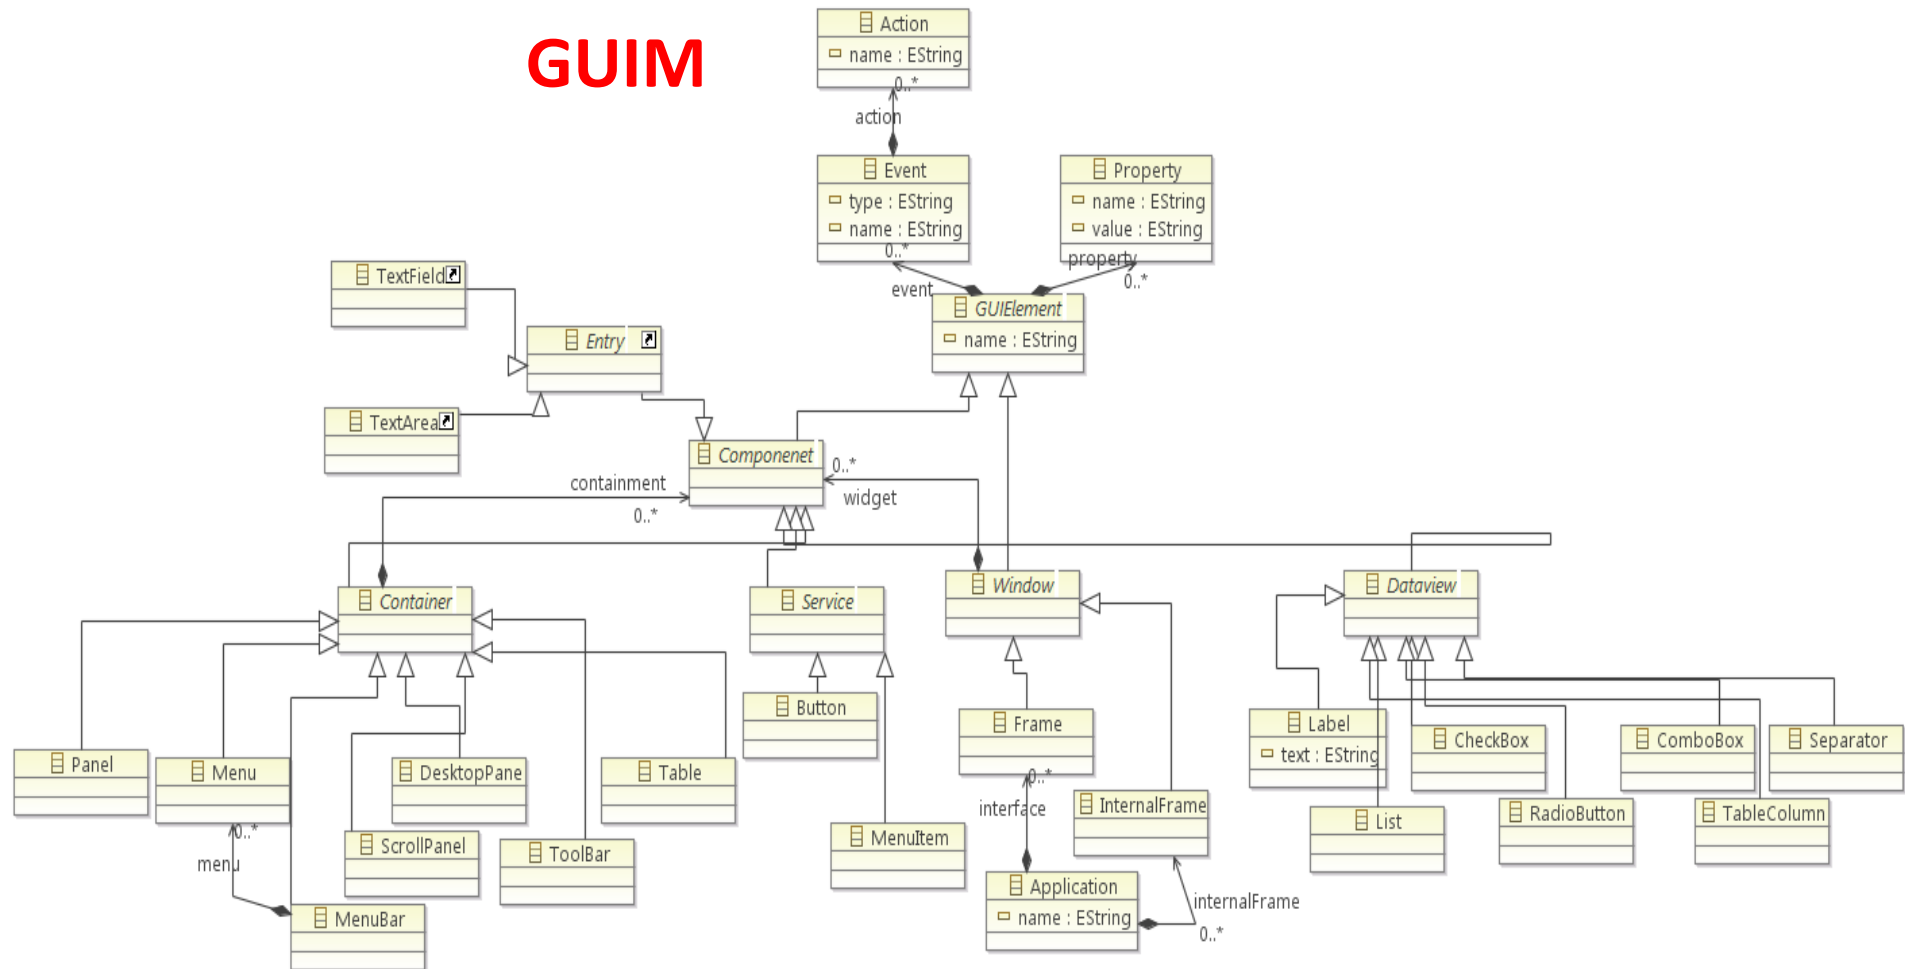 GUIM
Action
name : EString
0..*
action
Event
type : EString
name : EString
0..*
event
Property
name : EString
value : EString
property
0..*
GUIElement
name : EString
TextField
Entry
TextArea
Componenet
containment
0..*
0..*
widget
Container
Service
Window
Dataview
Panel
Menu
DesktopPane
Table
Button
Frame
Label
text : EString
CheckBox
ComboBox
Separator
0..*
menu
ScrollPanel
ToolBar
MenuItem
0..*
interface
InternalFrame
List
RadioButton
TableColumn
MenuBar
Application
name : EString
internalFrame
0..*